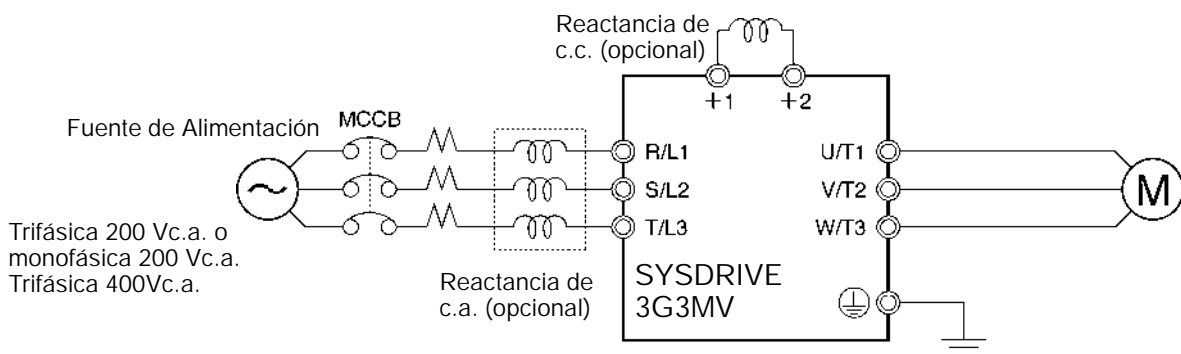 Reactancia de
c.c. (opcional)
+1
+2
Fuente de Alimentación
MCCB
R/L1
U/T1
S/L2
V/T2
M
T/L3
W/T3
Trifásica 200 Vc.a. o
monofásica 200 Vc.a.
Trifásica 400Vc.a.
Reactancia de
c.a. (opcional)
SYSDRIVE
3G3MV